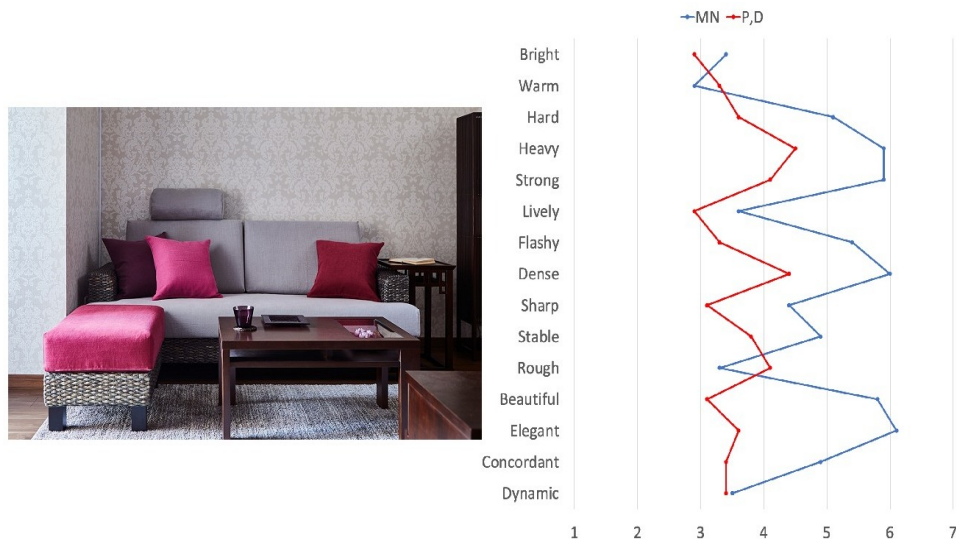 MN P,D
Bright
Warm
Hard
Heavy
Strong
Lively
Flashy
Dense
Sharp
Stable
Rough
Beautiful
Elegant
Concordant
Dynamic
1 2 3 4 5 6 7